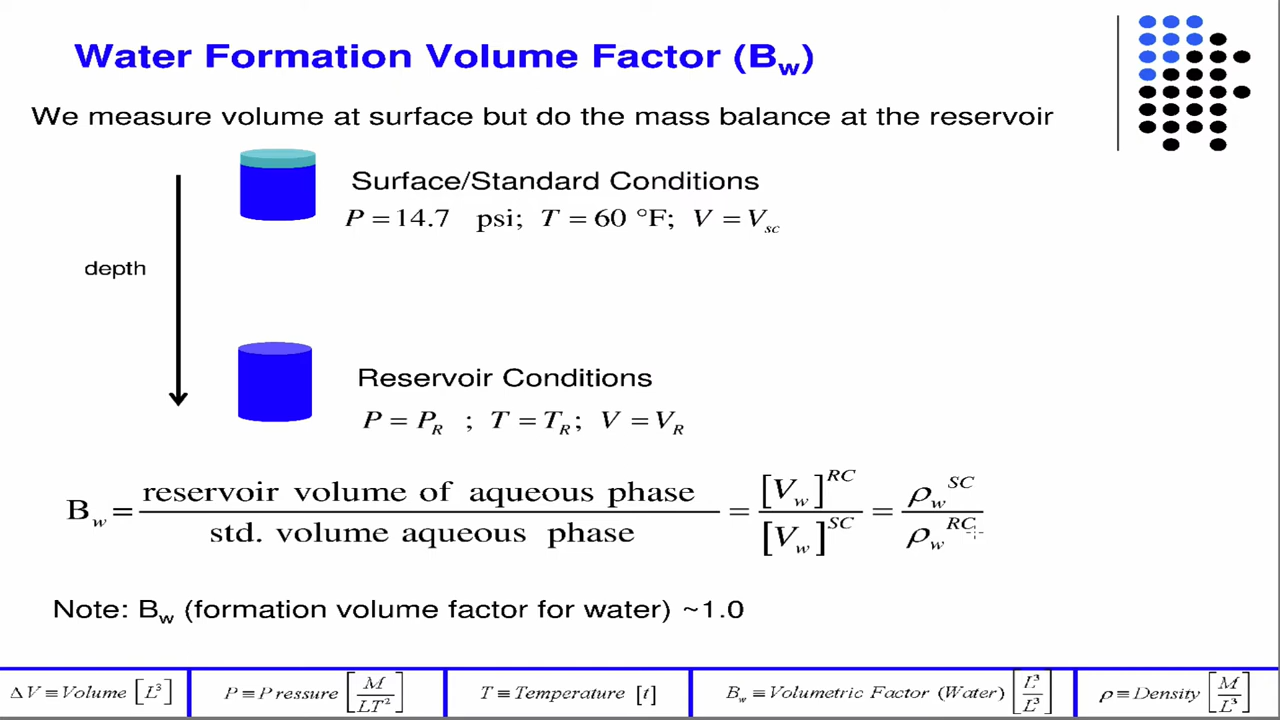 Water Formation Volume Factor (B_w)
We measure volume at surface but do the mass balance at the reservoir
Surface/Standard Conditions
P = 14.7 psi; T = 60 °F; V = V_sc
depth
Reservoir Conditions
P = P_R ; T = T_R; V = V_R
B_w = reservoir volume of aqueous phase / std. volume aqueous phase = [V_w]^RC / [V_w]^SC = ρ_w^SC / ρ_w^RC
Note: B_w (formation volume factor for water) ~1.0
ΔV ≡ Volume [L³]
P ≡ Pressure [M / LT²]
T ≡ Temperature [t]
B_w ≡ Volumetric Factor (Water) [L³ / L³]
ρ ≡ Density [M / L³]